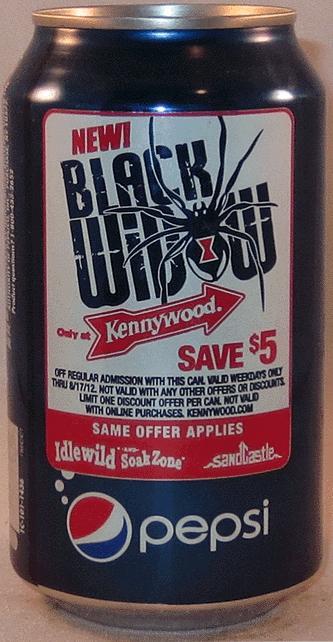 NEW!
BLACK
WIDOW
Only at Kennywood.
SAVE $5
OFF REGULAR ADMISSION WITH THIS CAN. VALID WEEKDAYS ONLY
THRU 8/17/12. NOT VALID WITH ANY OTHER OFFERS OR DISCOUNTS.
LIMIT ONE DISCOUNT OFFER PER CAN. NOT VALID
WITH ONLINE PURCHASES. KENNYWOOD.COM
SAME OFFER APPLIES
Idlewild AND SoakZone
SandCastle
pepsi